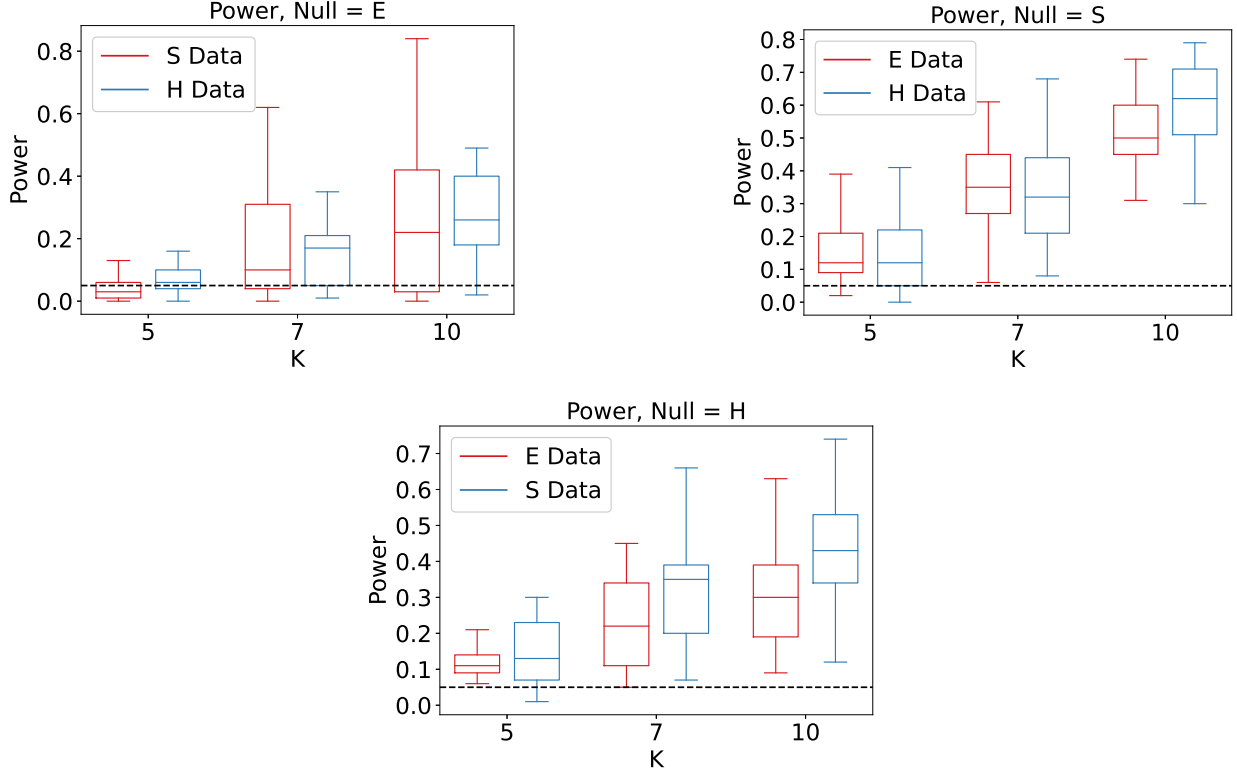 Power, Null = E
S Data
H Data
0.8
0.6
0.4
0.2
0.0
Power
5 7 10
K
Power, Null = S
E Data
H Data
0.8
0.7
0.6
0.5
0.4
0.3
0.2
0.1
0.0
Power
5 7 10
K
Power, Null = H
E Data
S Data
0.7
0.6
0.5
0.4
0.3
0.2
0.1
0.0
Power
5 7 10
K